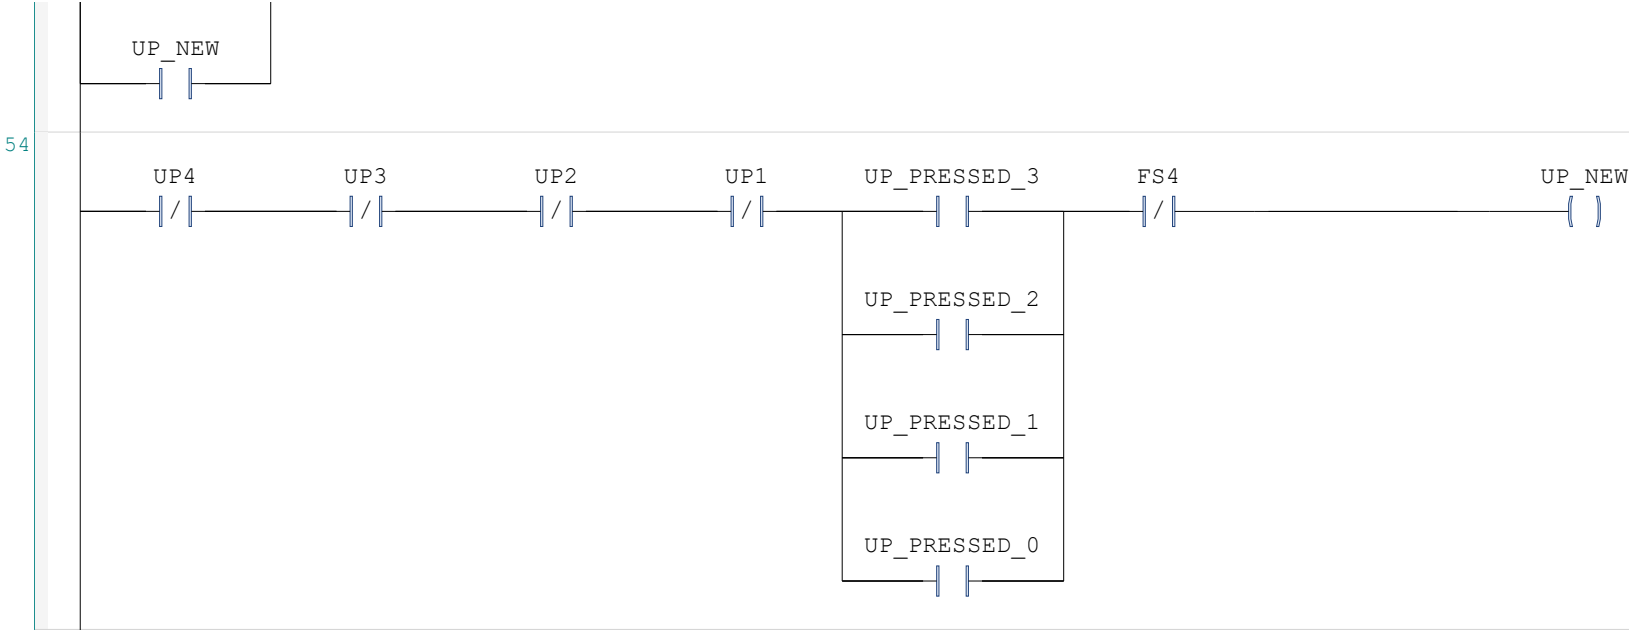 UP_NEW
54
UP4 UP3 UP2 UP1 UP_PRESSED_3 FS4 UP_NEW
UP_PRESSED_2
UP_PRESSED_1
UP_PRESSED_0